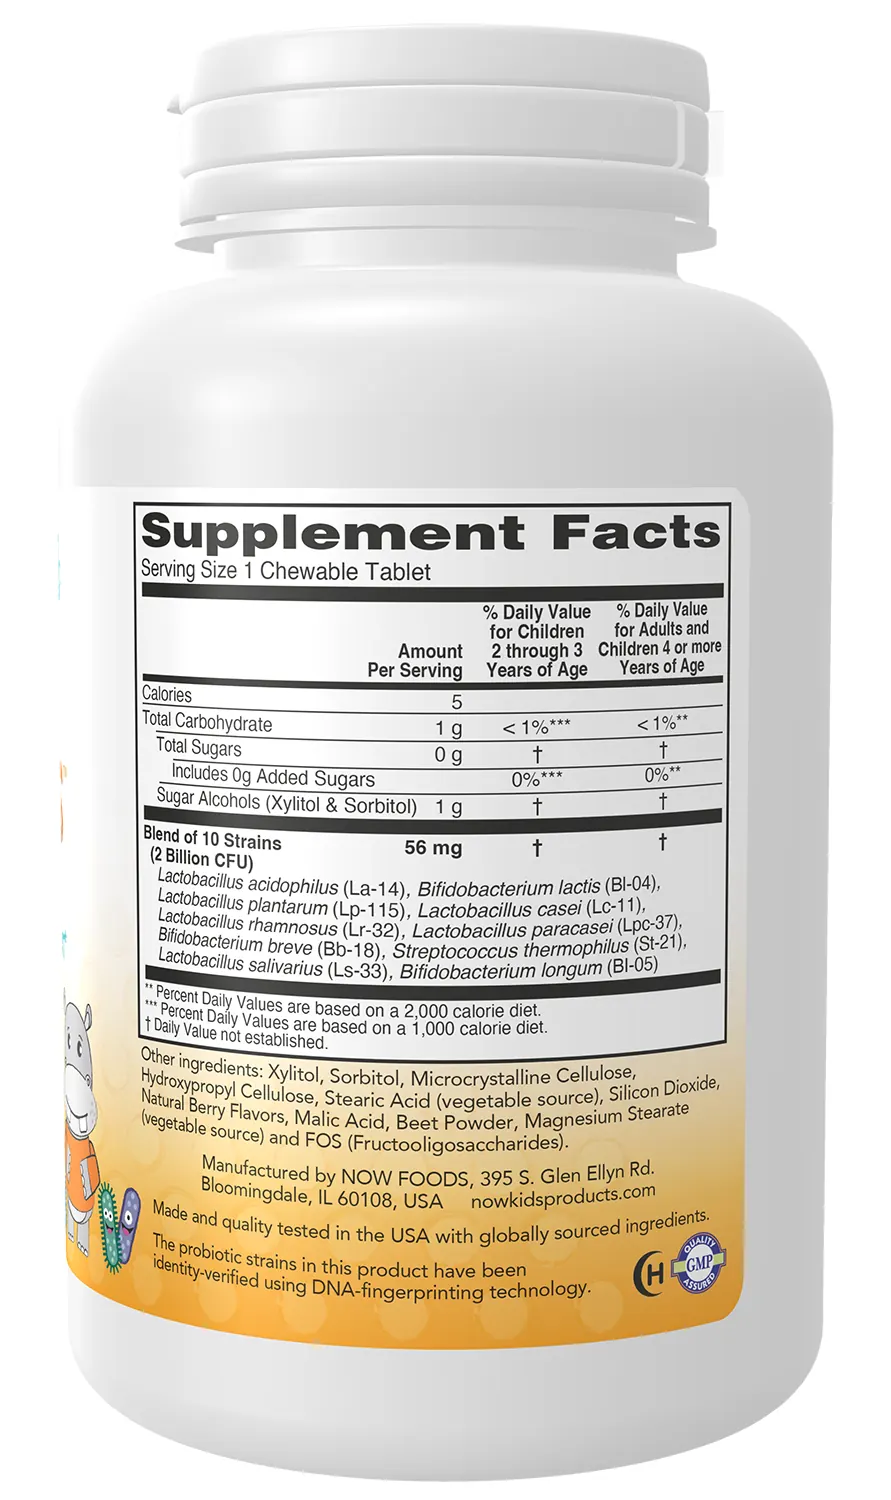 Supplement Facts
Serving Size 1 Chewable Tablet
Amount Per Serving
% Daily Value for Children 2 through 3 Years of Age
% Daily Value for Adults and Children 4 or more Years of Age
Calories 5
Total Carbohydrate 1 g < 1%*** < 1%**
Total Sugars 0 g † †
Includes 0g Added Sugars 0%*** 0%**
Sugar Alcohols (Xylitol & Sorbitol) 1 g † †
Blend of 10 Strains 56 mg † †
(2 Billion CFU)
Lactobacillus acidophilus (La-14), Bifidobacterium lactis (Bl-04),
Lactobacillus plantarum (Lp-115), Lactobacillus casei (Lc-11),
Lactobacillus rhamnosus (Lr-32), Lactobacillus paracasei (Lpc-37),
Bifidobacterium breve (Bb-18), Streptococcus thermophilus (St-21),
Lactobacillus salivarius (Ls-33), Bifidobacterium longum (Bl-05)
** Percent Daily Values are based on a 2,000 calorie diet.
*** Percent Daily Values are based on a 1,000 calorie diet.
† Daily Value not established.
Other ingredients: Xylitol, Sorbitol, Microcrystalline Cellulose,
Hydroxypropyl Cellulose, Stearic Acid (vegetable source), Silicon Dioxide,
Natural Berry Flavors, Malic Acid, Beet Powder, Magnesium Stearate
(vegetable source) and FOS (Fructooligosaccharides).
Manufactured by NOW FOODS, 395 S. Glen Ellyn Rd.
Bloomingdale, IL 60108, USA nowkidsproducts.com
Made and quality tested in the USA with globally sourced ingredients.
The probiotic strains in this product have been
identity-verified using DNA-fingerprinting technology.
H
QUALITY
GMP
ASSURED